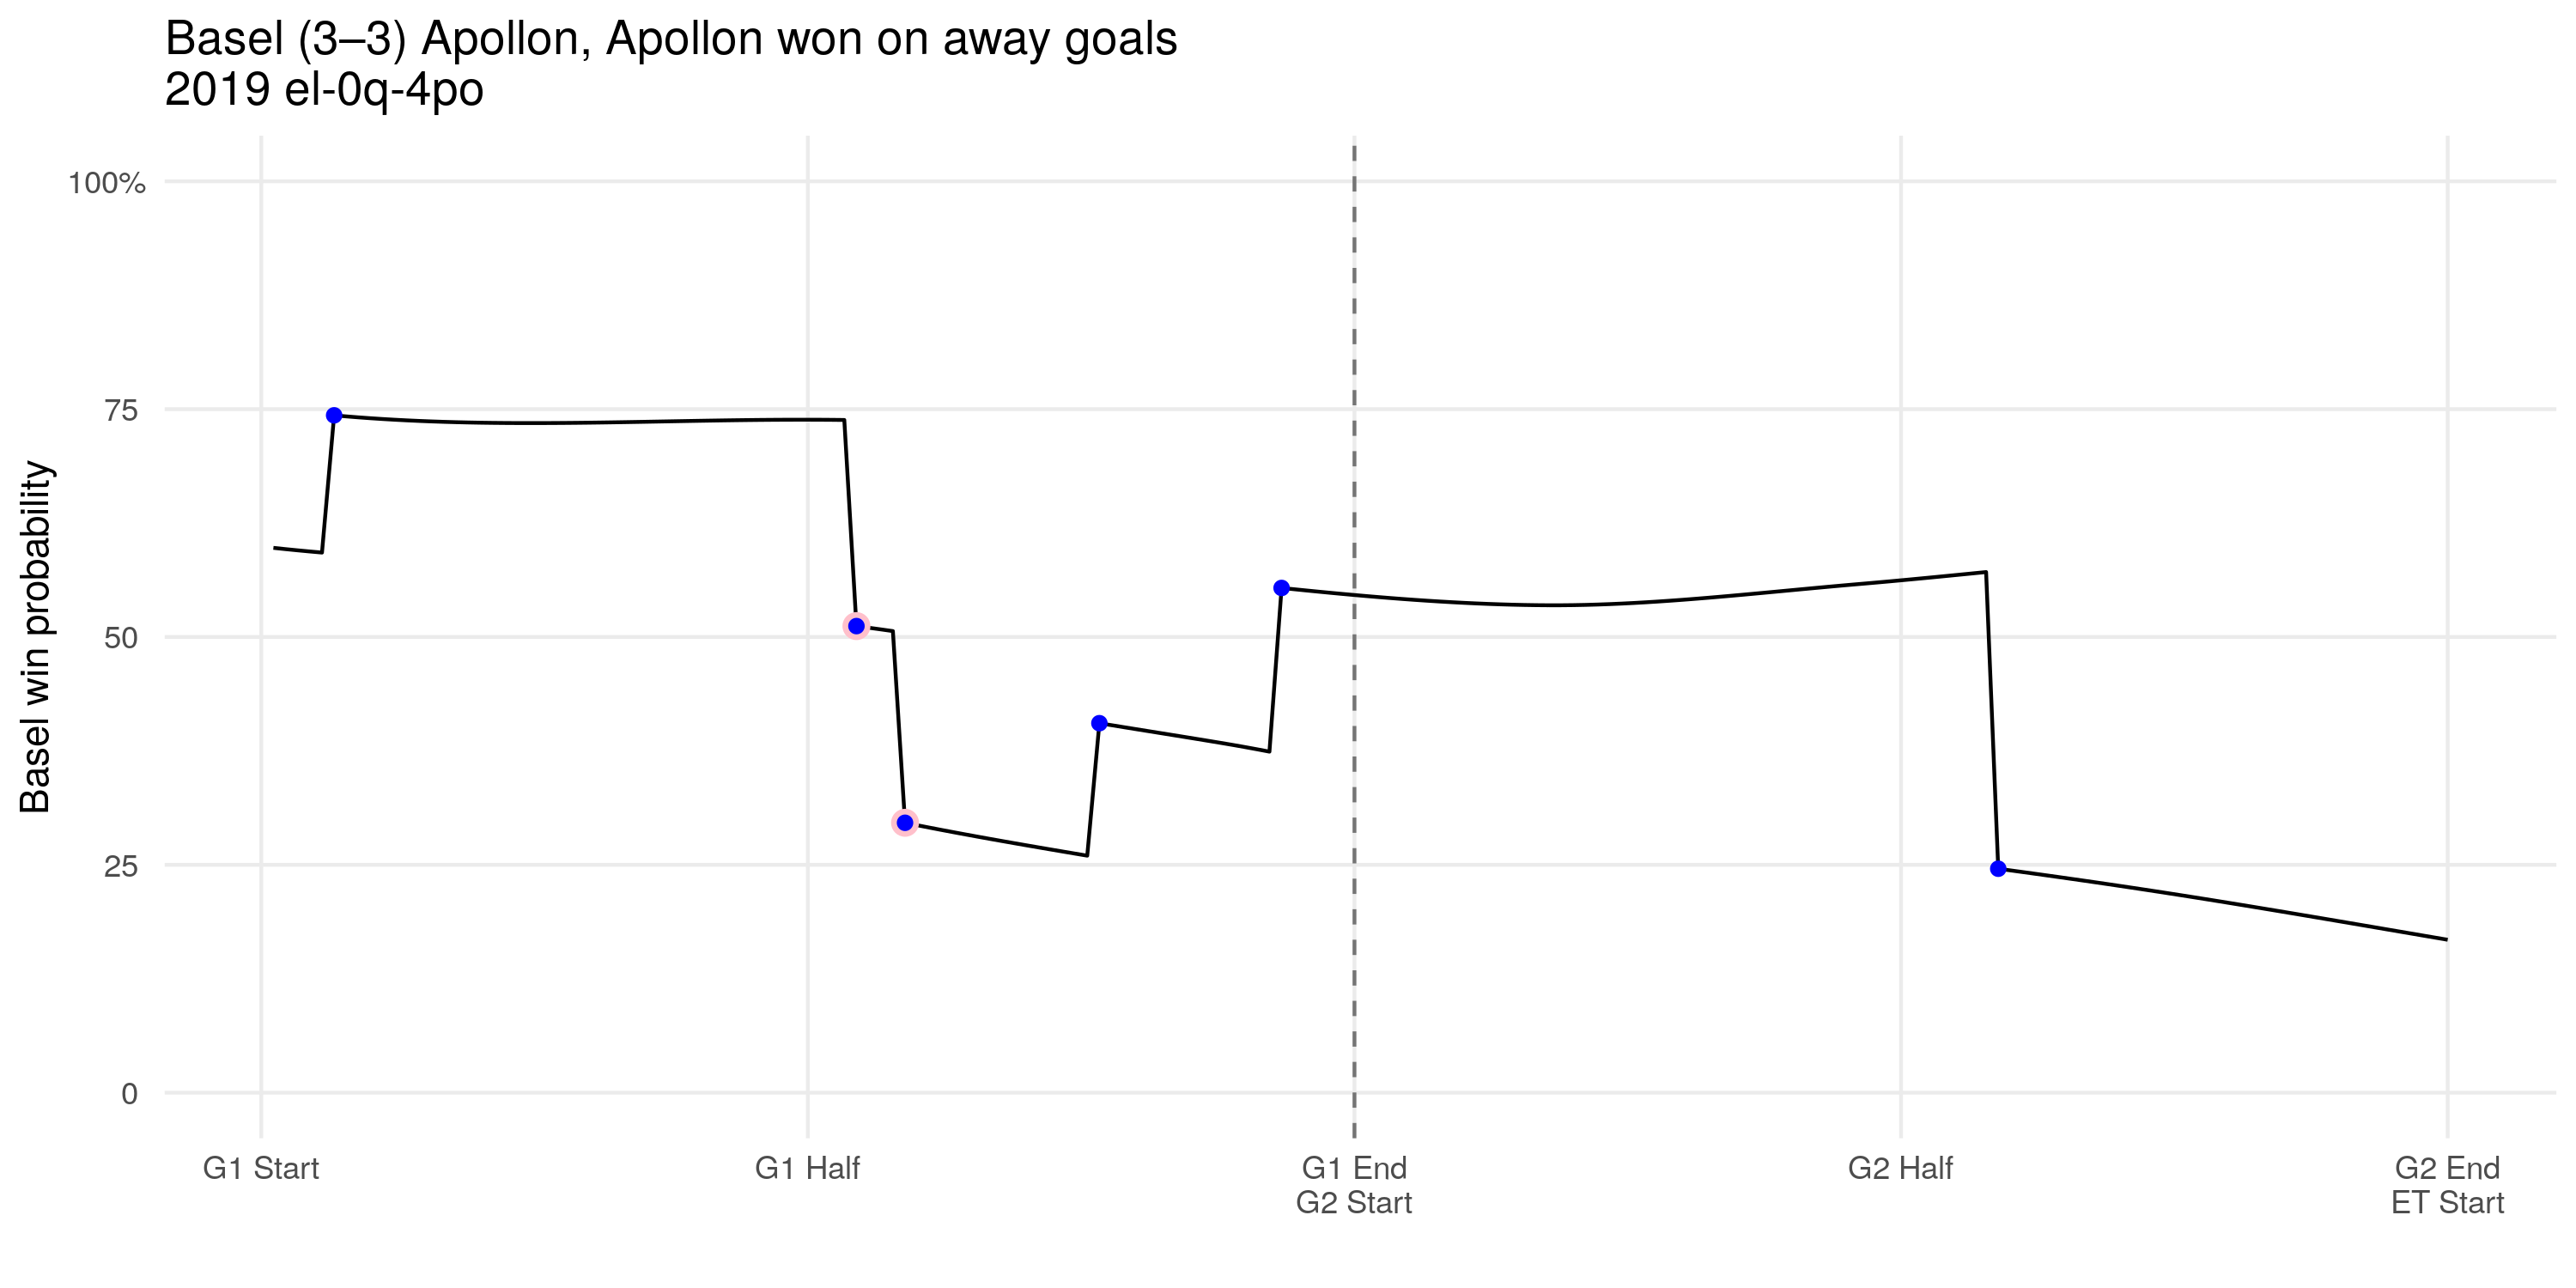 Basel (3–3) Apollon, Apollon won on away goals
2019 el-0q-4po
Basel win probability
100%
75
50
25
0
G1 Start
G1 Half
G1 End
G2 Start
G2 Half
G2 End
ET Start